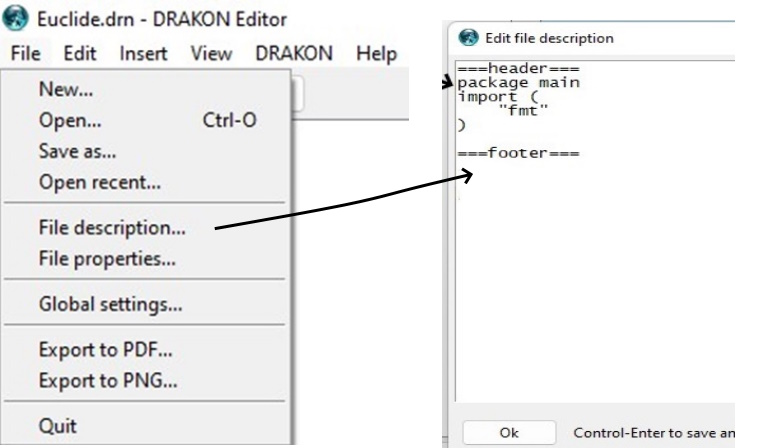 Euclide.drn - DRAKON Editor
File Edit Insert View DRAKON Help
New...
Open... Ctrl-O
Save as...
Open recent...
File description...
File properties...
Global settings...
Export to PDF...
Export to PNG...
Quit
Edit file description
===header===
package main
import (
"fmt"
)
===footer===
Ok Control-Enter to save an